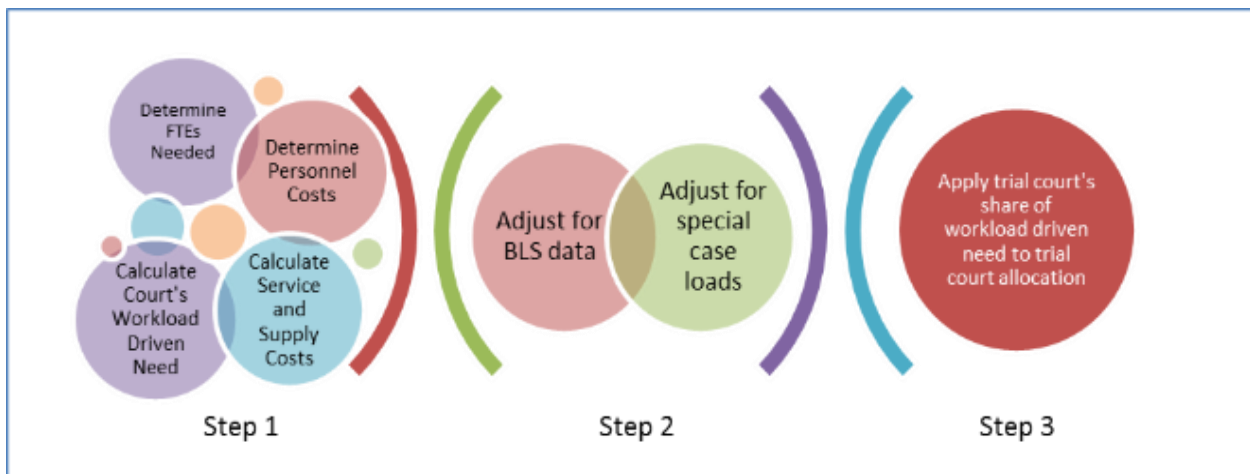 Determine
FTEs
Needed
Determine
Personnel
Costs
Calculate
Court's
Workload
Driven
Need
Calculate
Service
and
Supply
Costs
Step 1
Adjust for
BLS data
Adjust for
special
case
loads
Step 2
Apply trial court's
share of
workload driven
need to trial
court allocation
Step 3